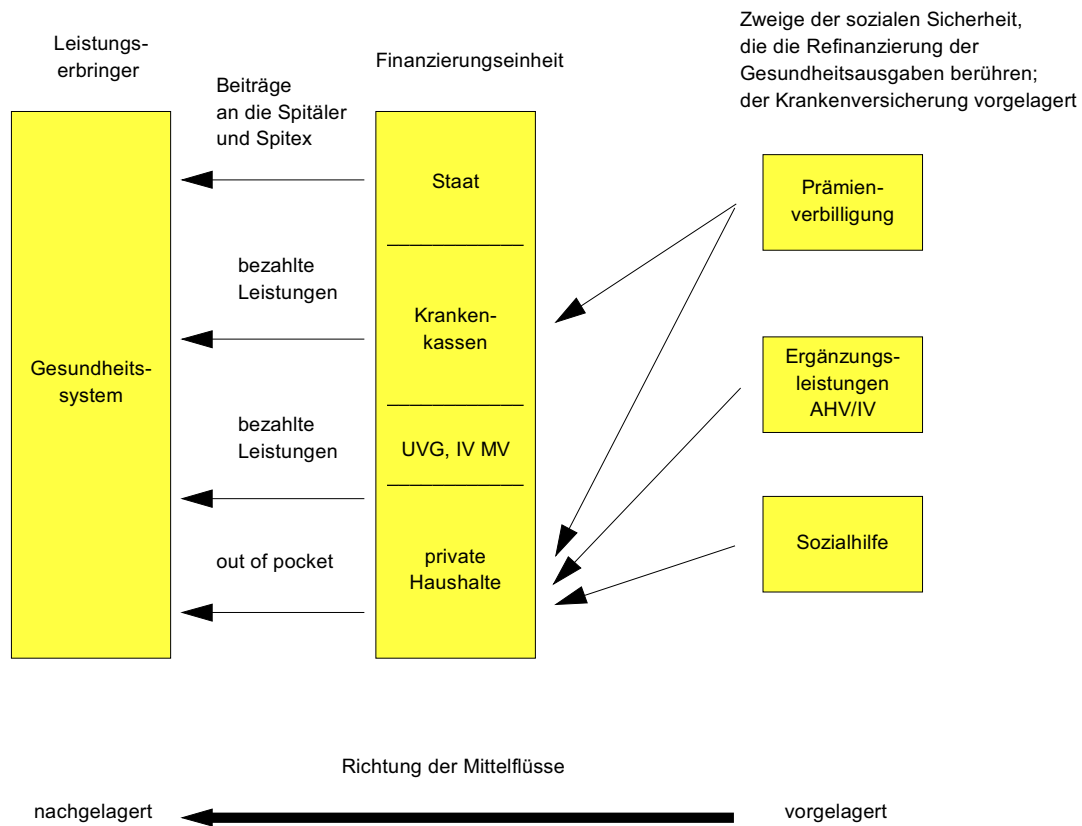 Leistungs-
erbringer
Finanzierungseinheit
Zweige der sozialen Sicherheit,
die die Refinanzierung der
Gesundheitsausgaben berühren;
der Krankenversicherung vorgelagert
Beiträge
an die Spitäler
und Spitex
bezahlte
Leistungen
bezahlte
Leistungen
out of pocket
Gesundheits-
system
Staat
Kranken-
kassen
UVG, IV MV
private
Haushalte
Prämien-
verbilligung
Ergänzungs-
leistungen
AHV/IV
Sozialhilfe
Richtung der Mittelflüsse
nachgelagert
vorgelagert